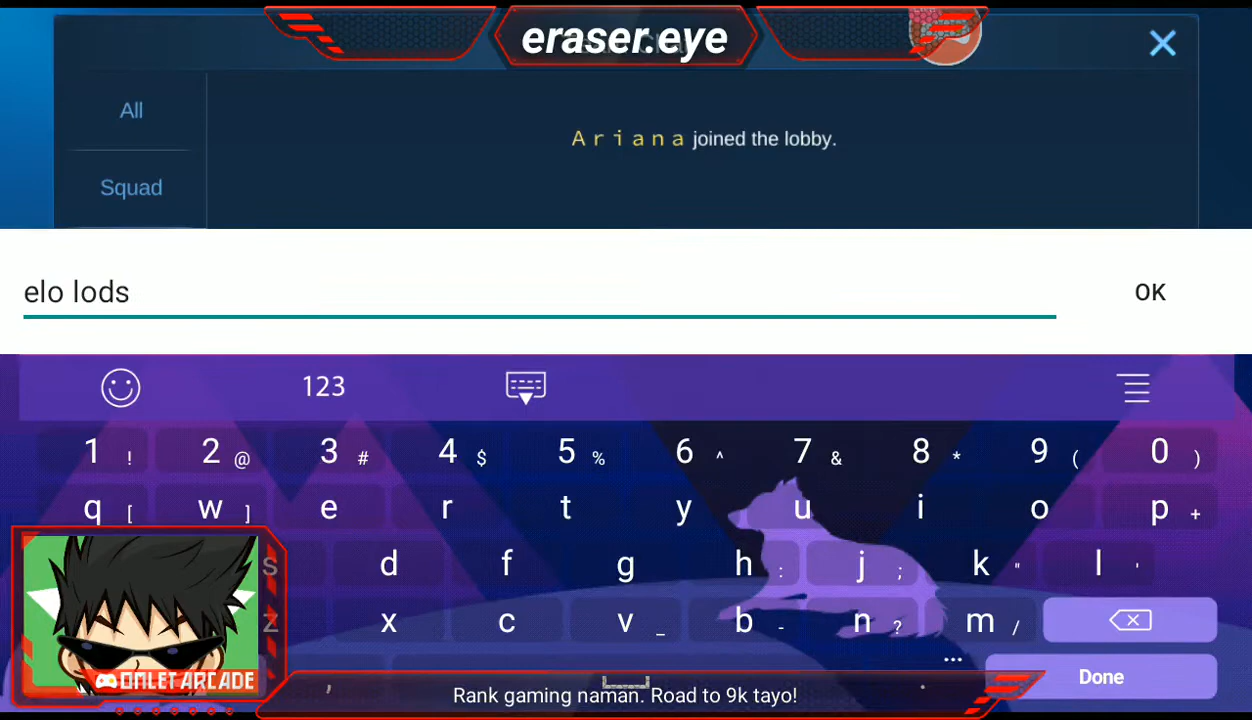 eraser.eye
All
A r i a n a joined the lobby.
Squad
elo lods
OK
123
1 ! 2 @ 3 # 4 $ 5 % 6 ^ 7 & 8 * 9 ( 0 )
q [ w ] e r t y u i o p +
s d f g h : j ; k " l '
z x c v _ b - n ? m /
ONLET ARCADE
, ... . Done
Rank gaming naman. Road to 9k tayo!